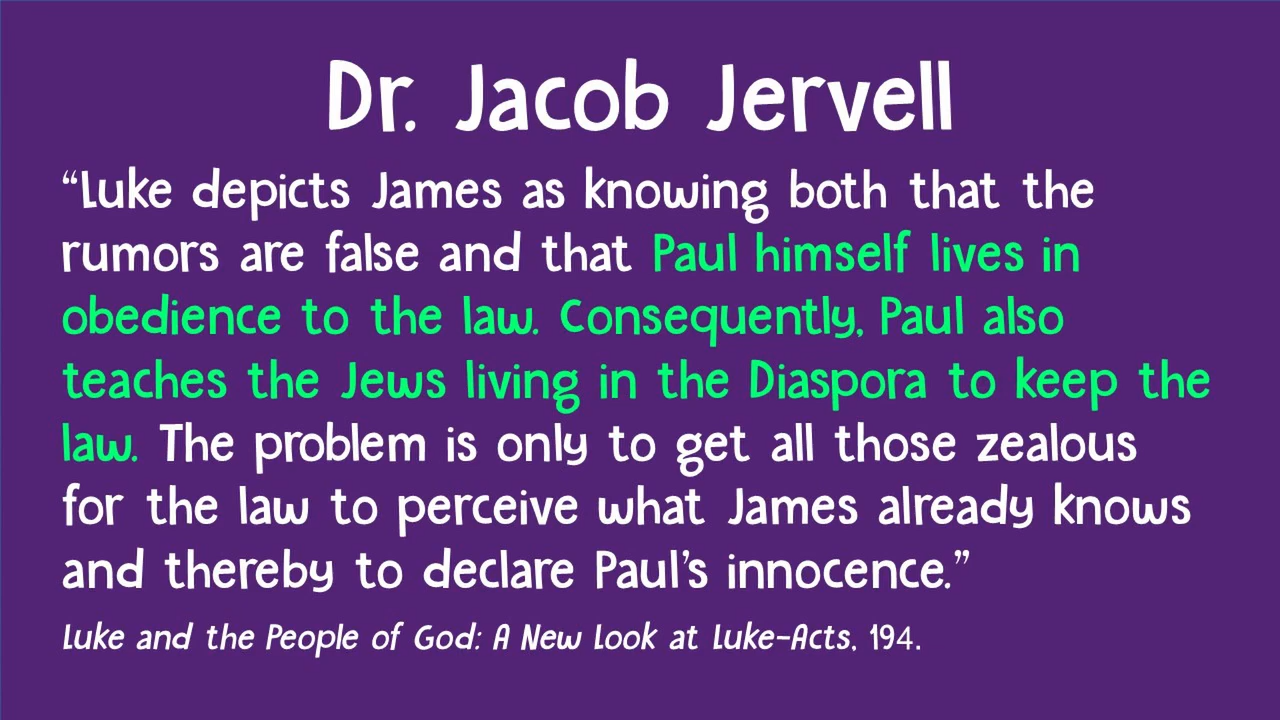 Dr. Jacob Jervell
“Luke depicts James as knowing both that the
rumors are false and that Paul himself lives in
obedience to the law. Consequently, Paul also
teaches the Jews living in the Diaspora to keep the
law. The problem is only to get all those zealous
for the law to perceive what James already knows
and thereby to declare Paul’s innocence.”
Luke and the People of God: A New Look at Luke-Acts, 194.